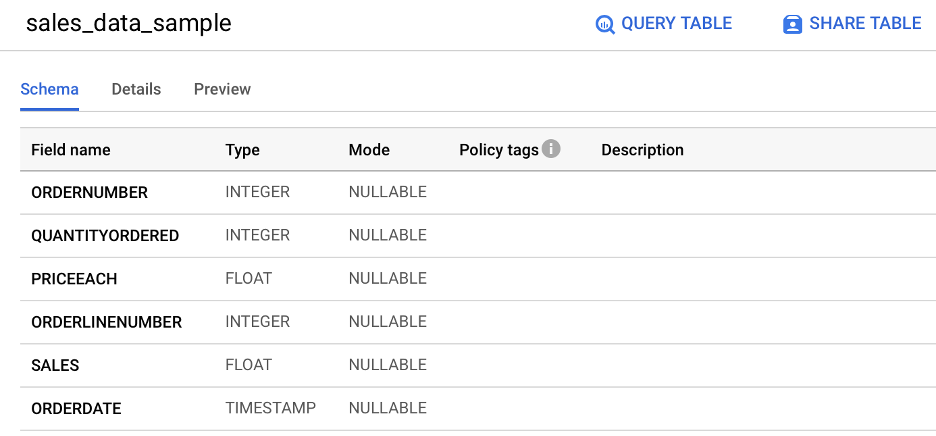 sales_data_sample
QUERY TABLE
SHARE TABLE
Schema Details Preview
Field name Type Mode Policy tags Description
ORDERNUMBER INTEGER NULLABLE
QUANTITYORDERED INTEGER NULLABLE
PRICEEACH FLOAT NULLABLE
ORDERLINENUMBER INTEGER NULLABLE
SALES FLOAT NULLABLE
ORDERDATE TIMESTAMP NULLABLE